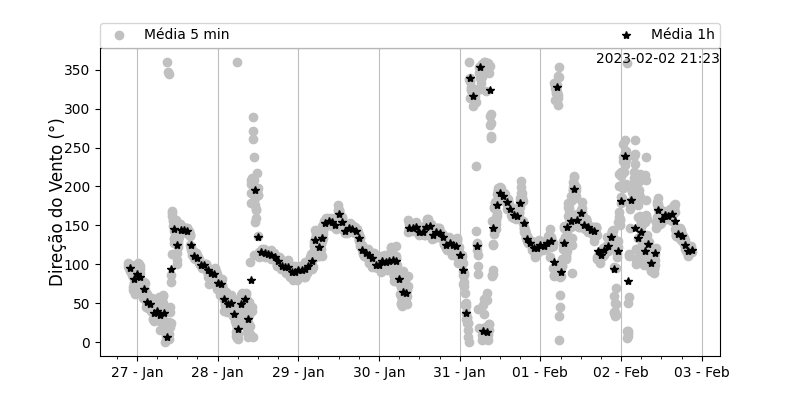 Média 5 min
Média 1h
2023-02-02 21:23
Direção do Vento (°)
350
300
250
200
150
100
50
0
27 - Jan
28 - Jan
29 - Jan
30 - Jan
31 - Jan
01 - Feb
02 - Feb
03 - Feb